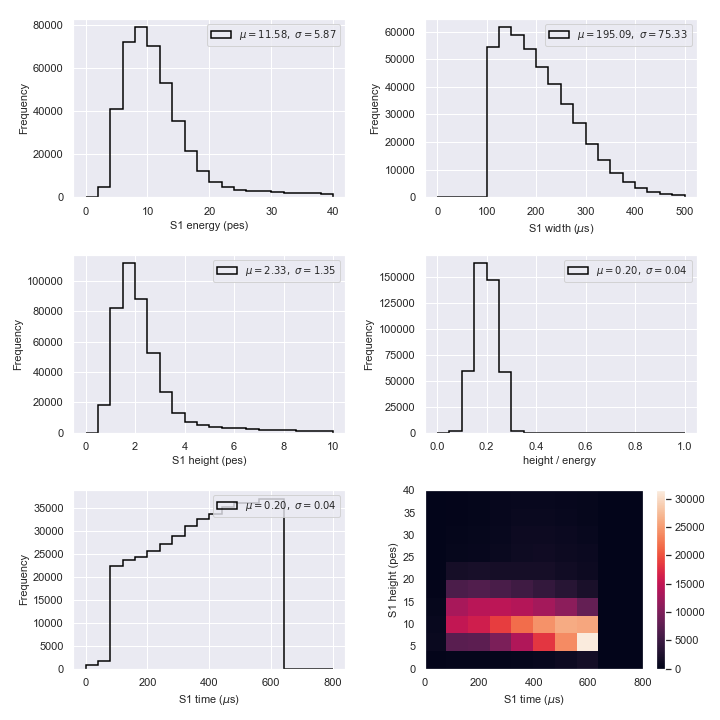 80000
60000
40000
20000
0
Frequency
μ = 11.58, σ = 5.87
0 10 20 30 40
S1 energy (pes)
60000
50000
40000
30000
20000
10000
0
Frequency
μ = 195.09, σ = 75.33
0 100 200 300 400 500
S1 width (μs)
100000
80000
60000
40000
20000
0
Frequency
μ = 2.33, σ = 1.35
0 2 4 6 8 10
S1 height (pes)
150000
125000
100000
75000
50000
25000
0
Frequency
μ = 0.20, σ = 0.04
0.0 0.2 0.4 0.6 0.8 1.0
height / energy
35000
30000
25000
20000
15000
10000
5000
0
Frequency
μ = 0.20, σ = 0.04
0 200 400 600 800
S1 time (μs)
40
35
30
25
20
15
10
5
0
S1 height (pes)
0 200 400 600 800
S1 time (μs)
30000
25000
20000
15000
10000
5000
0